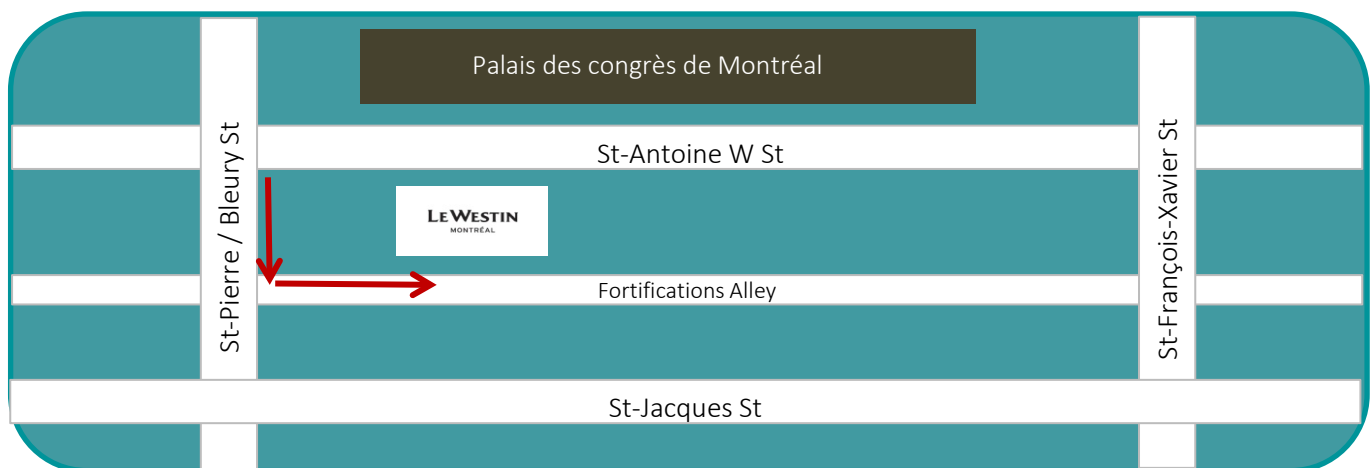 Palais des congrès de Montréal
St-Pierre / Bleury St
St-Antoine W St
St-François-Xavier St
LE WESTIN
MONTRÉAL
Fortifications Alley
St-Jacques St